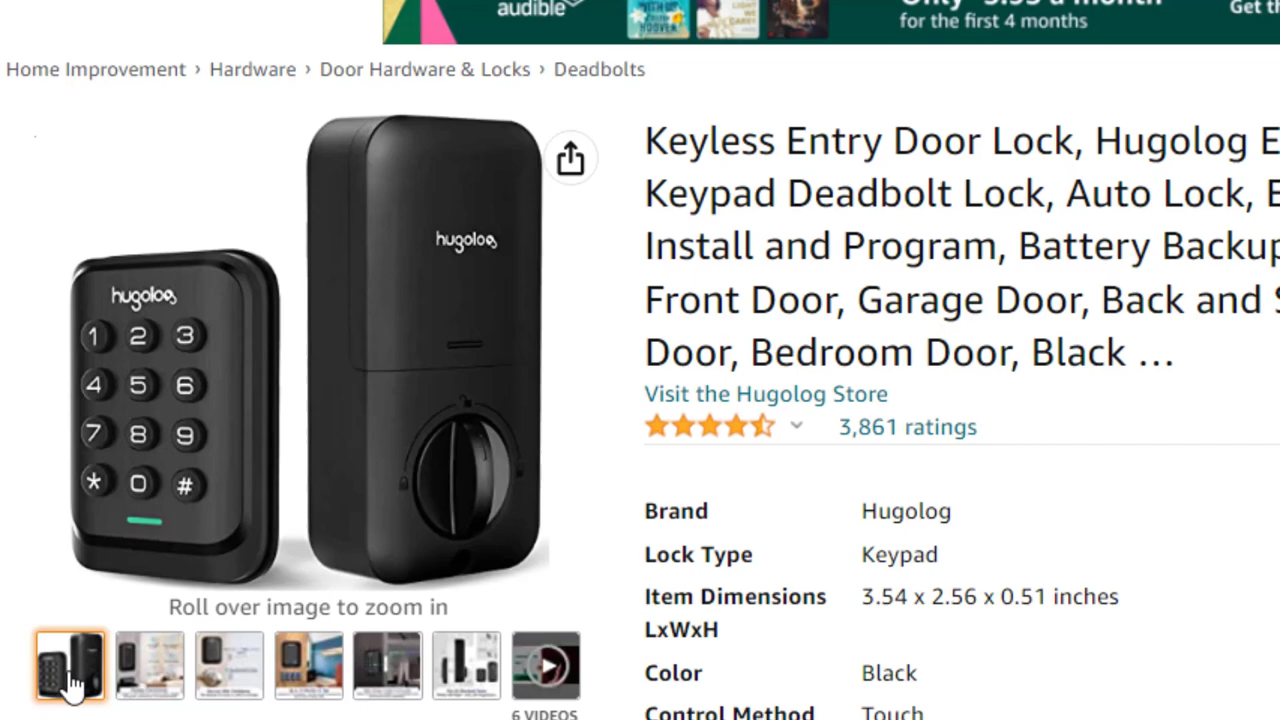 audible
for the first 4 months
Home Improvement › Hardware › Door Hardware & Locks › Deadbolts
hugolog
hugolog
1 2 3
4 5 6
7 8 9
* 0 #
Roll over image to zoom in
6 VIDEOS
Keyless Entry Door Lock, Hugolog E
Keypad Deadbolt Lock, Auto Lock, E
Install and Program, Battery Backup
Front Door, Garage Door, Back and S
Door, Bedroom Door, Black …
Visit the Hugolog Store
3,861 ratings
Brand Hugolog
Lock Type Keypad
Item Dimensions 3.54 x 2.56 x 0.51 inches
LxWxH
Color Black
Control Method Touch